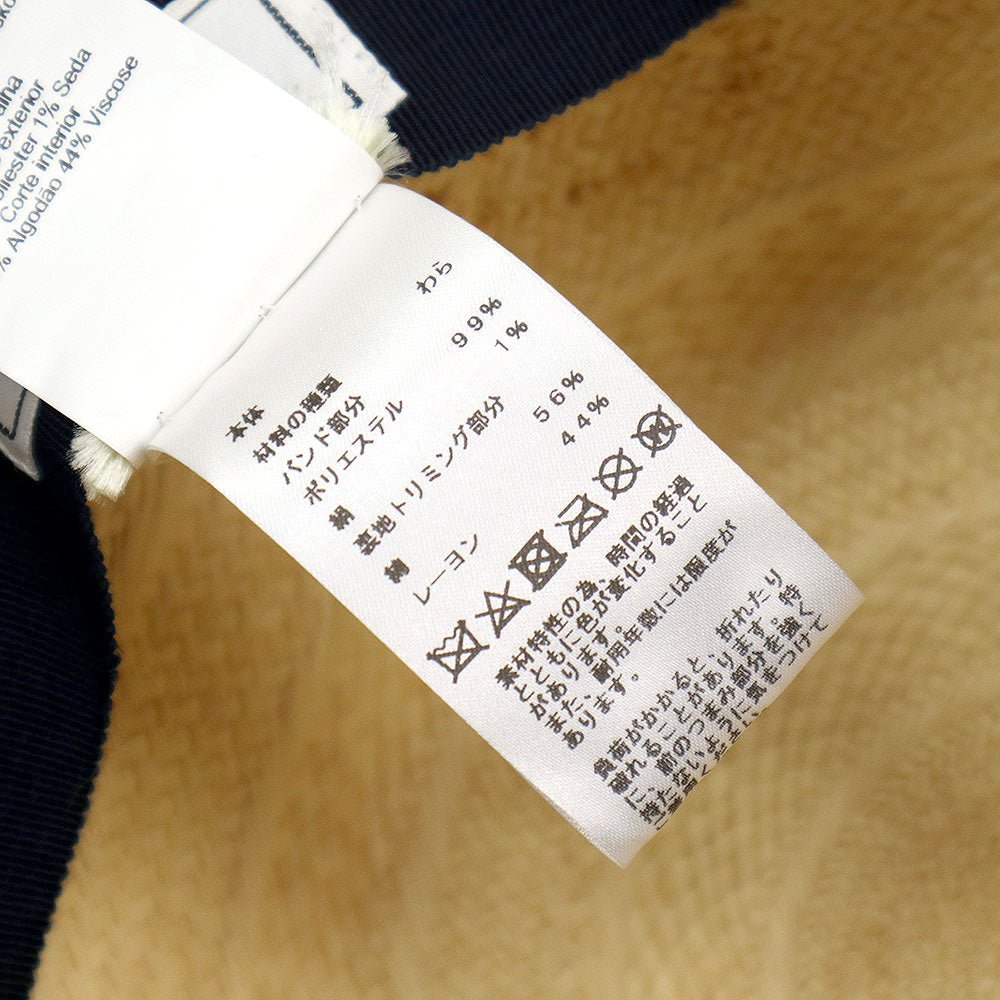 exterior
1% Seda
Corte interior
Algodão 44% Viscose
本体
材料の種類 わら
バンド部分
ポリエステル 99%
絹 1%
裏地トリミング部分
綿 56%
レーヨン 44%
素材特性の為、時間の経過
とともに色が変化すること
があります。
また、耐用年数には限度が
あります。
負荷がかかると、折れたり
破れることがあります。特
に、前のつまみ部分を強く
持たないように気をつけて